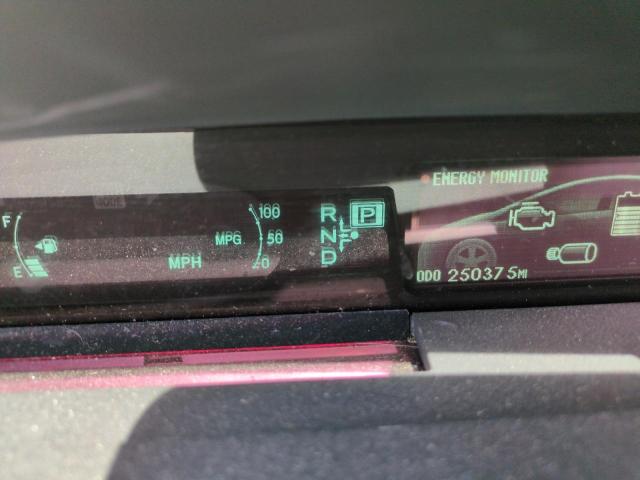 ENERGY MONITOR
F
100
R P
MPG 50
N
E
MPH
0
D
ODO 250375MI